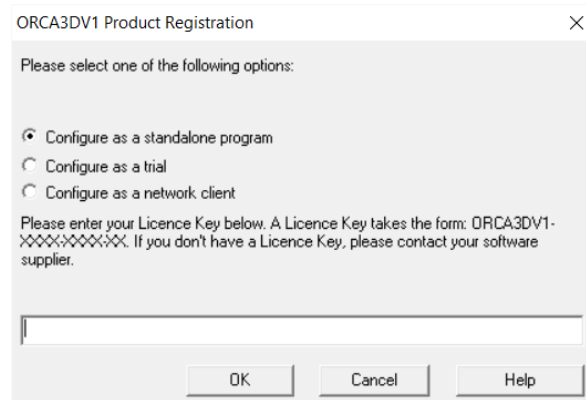 ORCA3DV1 Product Registration
Please select one of the following options:
Configure as a standalone program
Configure as a trial
Configure as a network client
Please enter your Licence Key below. A Licence Key takes the form: ORCA3DV1-
XXXX-XXXX-XX. If you don't have a Licence Key, please contact your software
supplier.
OK Cancel Help